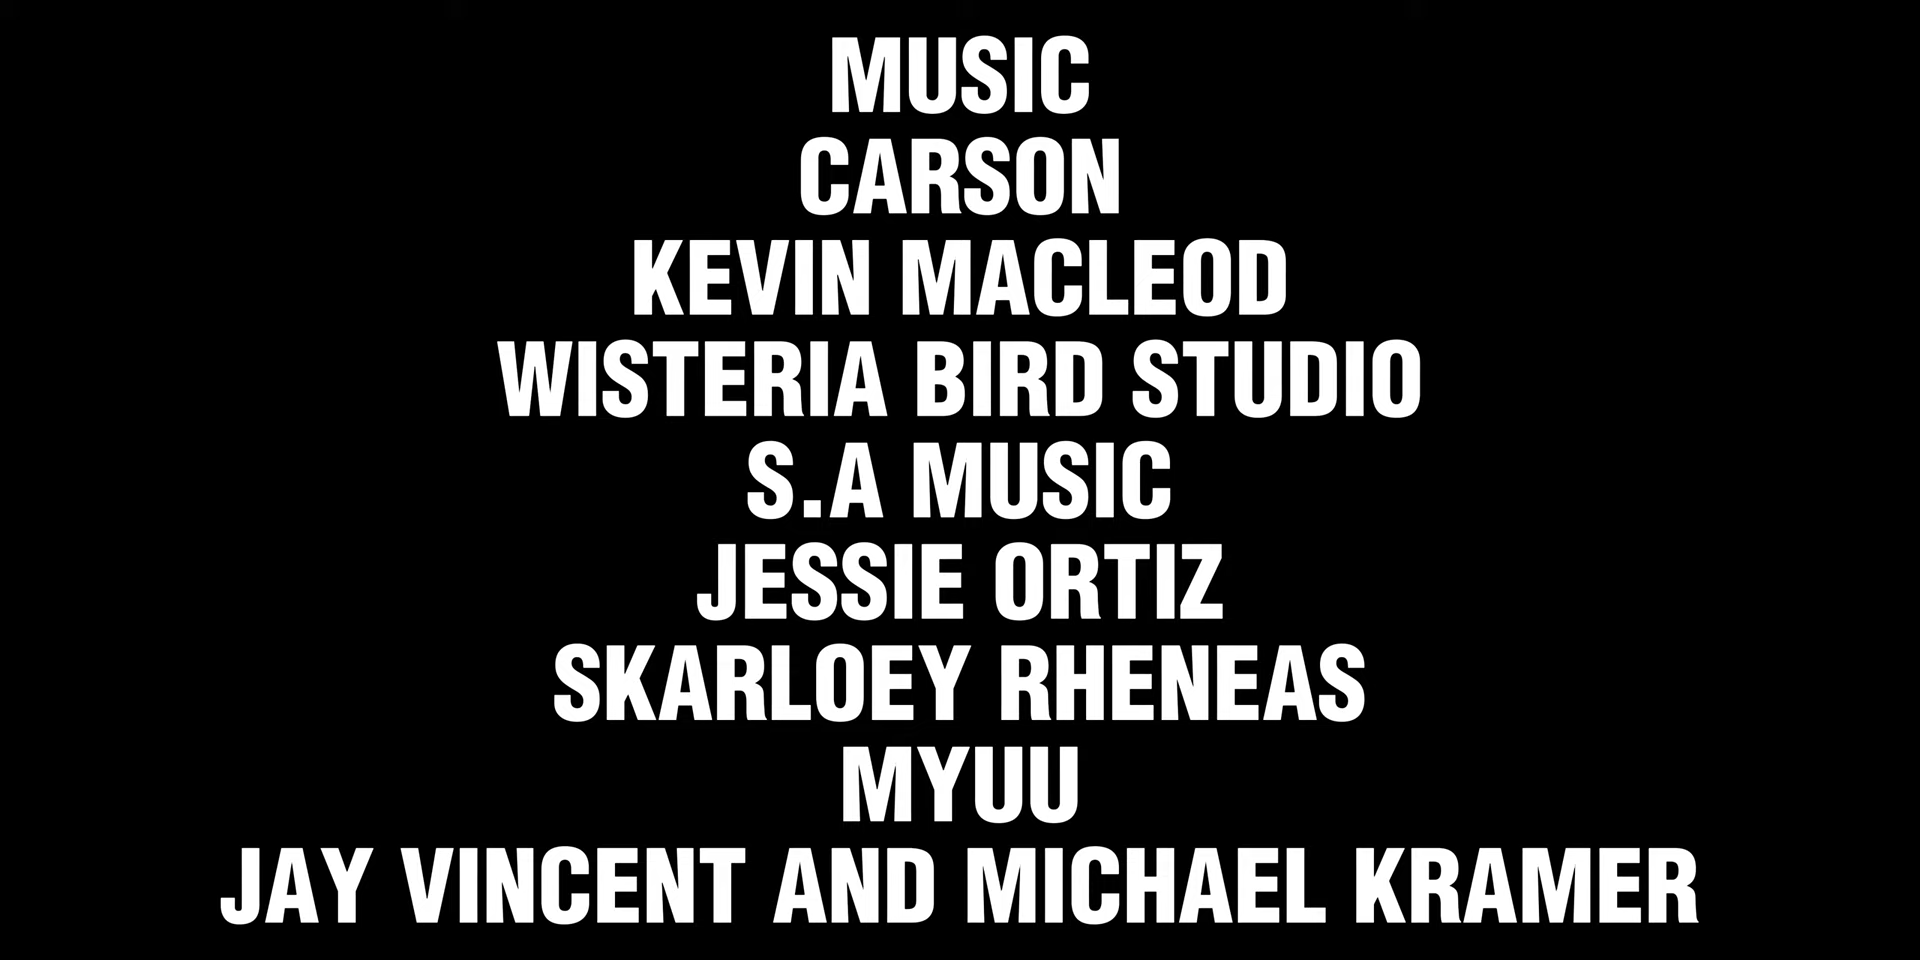 MUSIC
CARSON
KEVIN MACLEOD
WISTERIA BIRD STUDIO
S.A MUSIC
JESSIE ORTIZ
SKARLOEY RHENEAS
MYUU
JAY VINCENT AND MICHAEL KRAMER